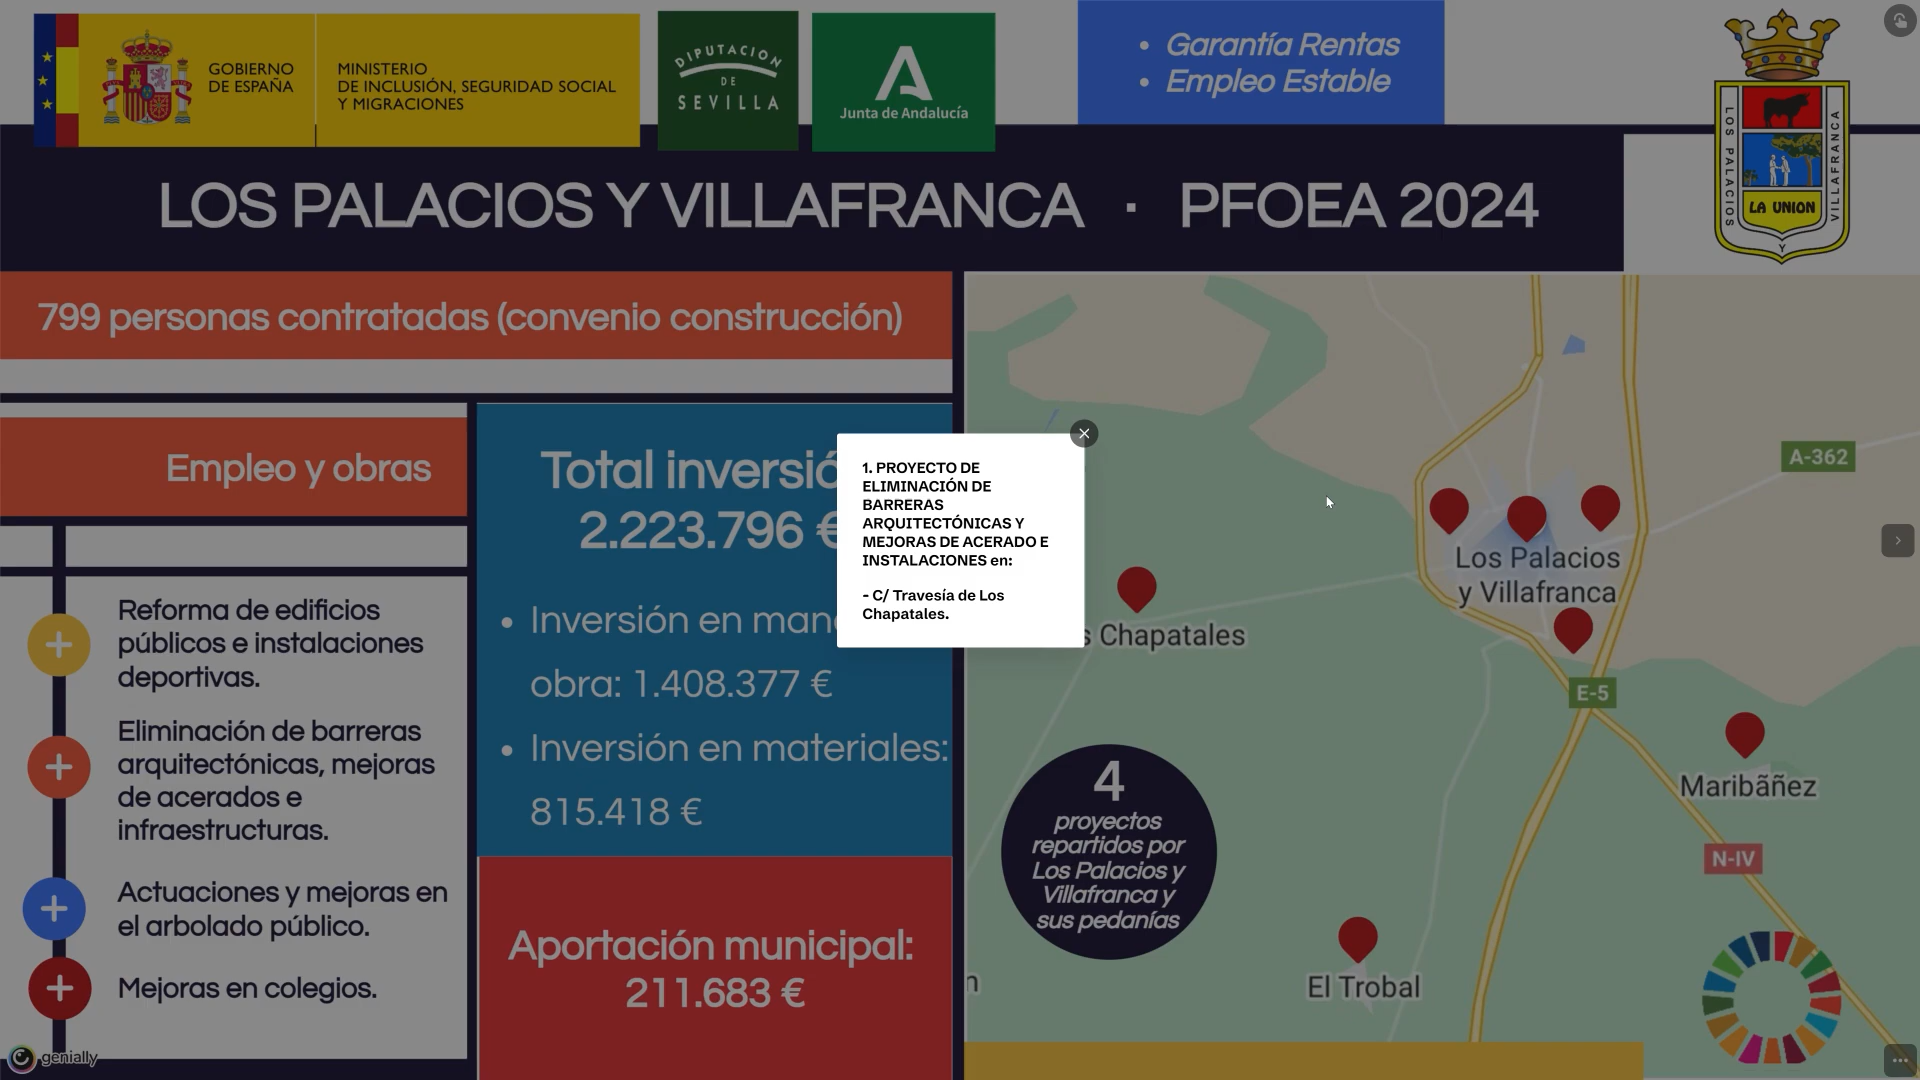 GOBIERNO
DE ESPAÑA
MINISTERIO
DE INCLUSIÓN, SEGURIDAD SOCIAL
Y MIGRACIONES
DIPUTACION
DE
SEVILLA
Junta de Andalucía
• Garantía Rentas
• Empleo Estable
LOS PALACIOS
Y
VILLAFRANCA
LA UNION
LOS PALACIOS Y VILLAFRANCA · PFOEA 2024
799 personas contratadas (convenio construcción)
Empleo y obras
Reforma de edificios
públicos e instalaciones
deportivas.
Eliminación de barreras
arquitectónicas, mejoras
de acerados e
infraestructuras.
Actuaciones y mejoras en
el arbolado público.
Mejoras en colegios.
genially
Total inversió
2.223.796 €
• Inversión en man
obra: 1.408.377 €
• Inversión en materiales:
815.418 €
Aportación municipal:
211.683 €
1. PROYECTO DE
ELIMINACIÓN DE
BARRERAS
ARQUITECTÓNICAS Y
MEJORAS DE ACERADO E
INSTALACIONES en:
- C/ Travesía de Los
Chapatales.
A-362
Los Palacios
y Villafranca
s Chapatales
E-5
Maribãñez
N-IV
El Trobal
n
4
proyectos
repartidos por
Los Palacios y
Villafranca y
sus pedanías